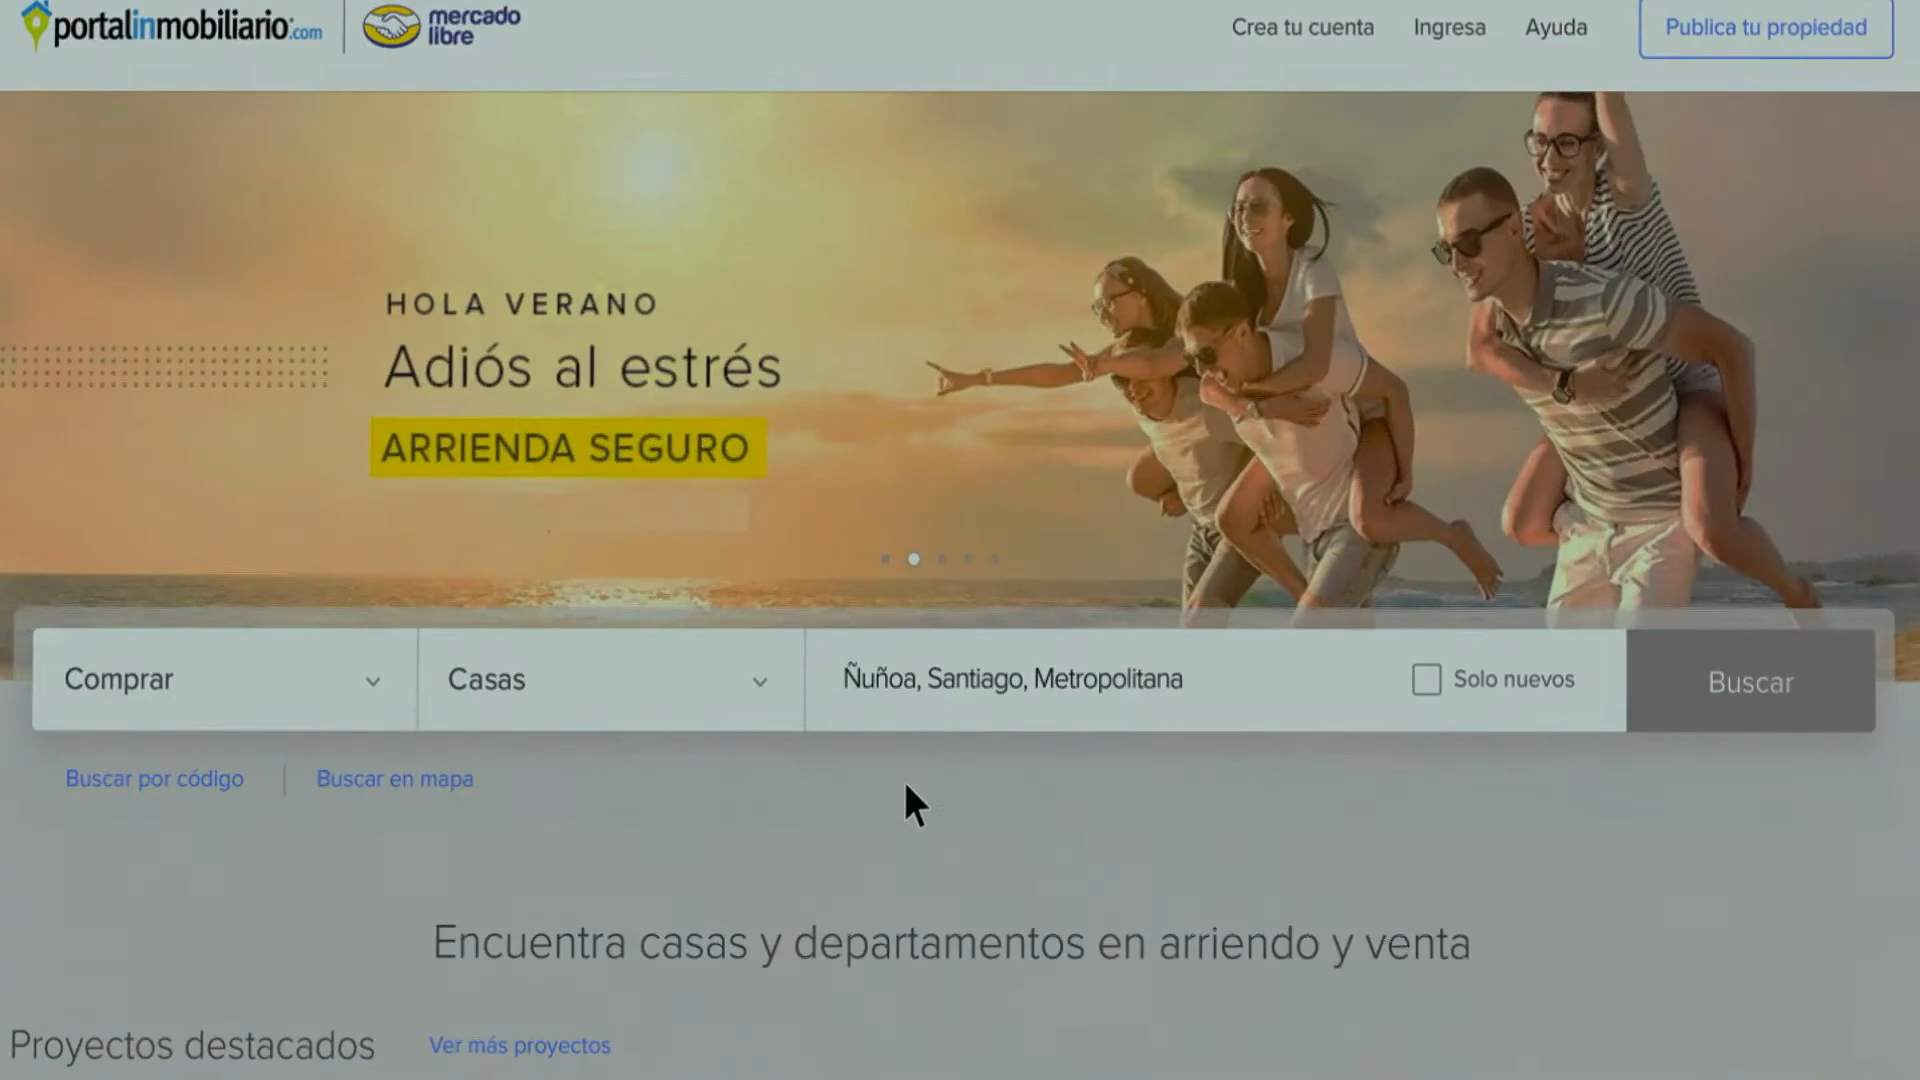 portalinmobiliario.com
mercado
libre
Crea tu cuenta
Ingresa
Ayuda
Publica tu propiedad
HOLA VERANO
Adiós al estrés
ARRIENDA SEGURO
Comprar
Casas
Ñuñoa, Santiago, Metropolitana
Solo nuevos
Buscar
Buscar por código
Buscar en mapa
Encuentra casas y departamentos en arriendo y venta
Proyectos destacados
Ver más proyectos